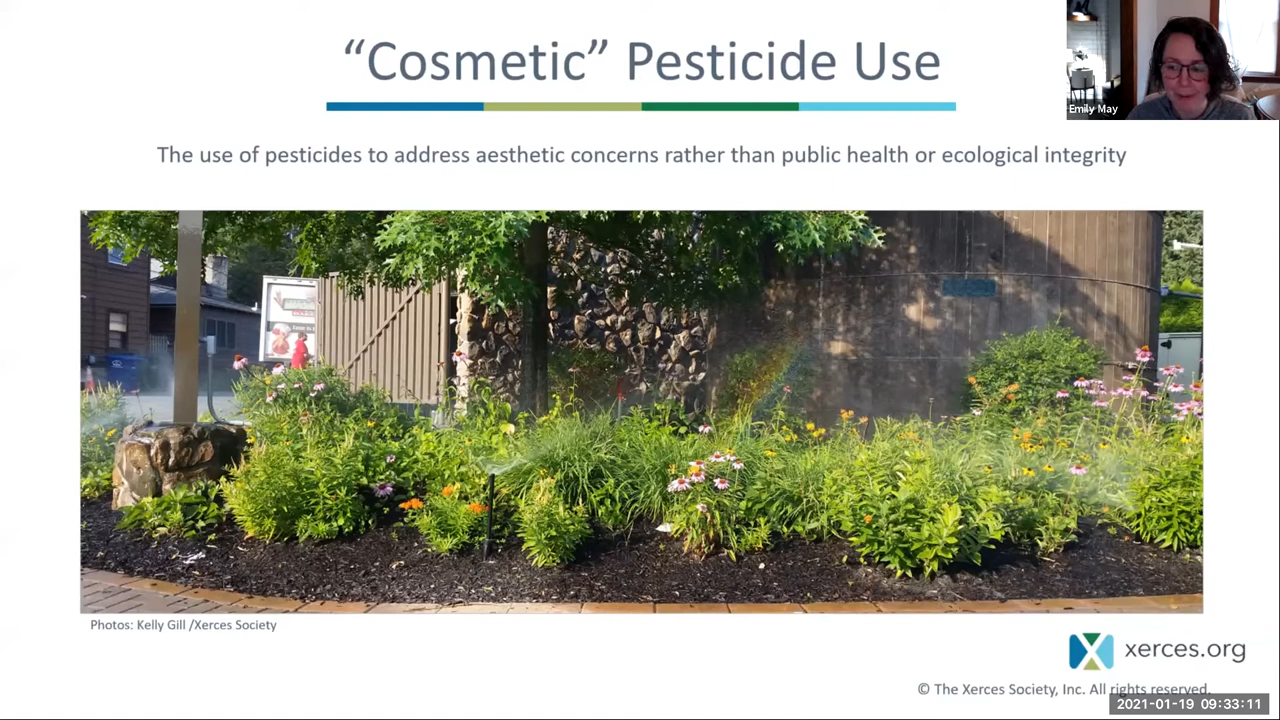 “Cosmetic” Pesticide Use
Emily May
The use of pesticides to address aesthetic concerns rather than public health or ecological integrity
Photos: Kelly Gill /Xerces Society
xerces.org
© The Xerces Society, Inc. All rights reserved.
2021-01-19 09:33:11